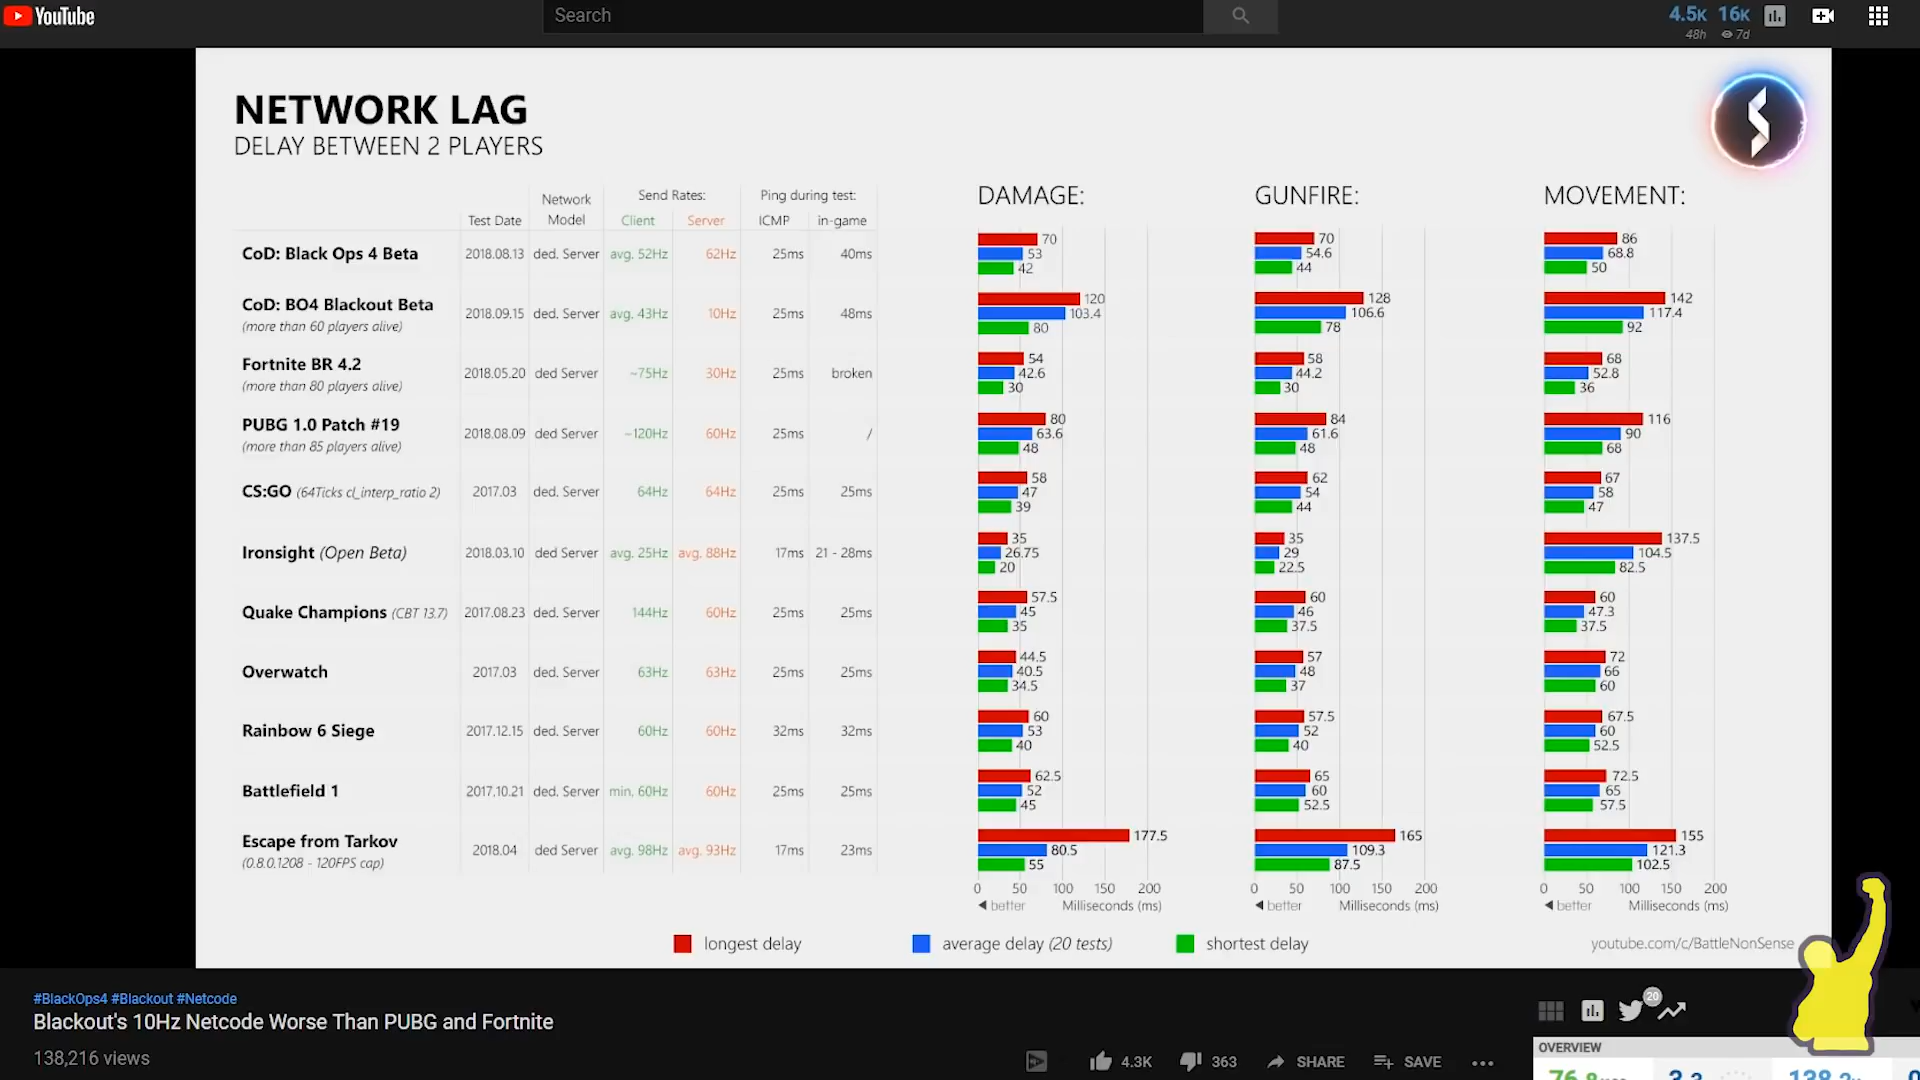 YouTube
Search
4.5K 16K
48h 7d
NETWORK LAG
DELAY BETWEEN 2 PLAYERS
DAMAGE: GUNFIRE: MOVEMENT:
Network Send Rates: Ping during test:
Test Date Model Client Server ICMP in-game
CoD: Black Ops 4 Beta 2018.08.13 ded. Server avg. 52Hz 62Hz 25ms 40ms
70 70 86
53 54.6 68.8
42 44 50
CoD: BO4 Blackout Beta
(more than 60 players alive) 2018.09.15 ded. Server avg. 43Hz 10Hz 25ms 48ms
120 128 142
103.4 106.6 117.4
80 78 92
Fortnite BR 4.2
(more than 80 players alive) 2018.05.20 ded Server ~75Hz 30Hz 25ms broken
54 58 68
42.6 44.2 52.8
30 30 36
PUBG 1.0 Patch #19
(more than 85 players alive) 2018.08.09 ded Server ~120Hz 60Hz 25ms /
80 84 116
63.6 61.6 90
48 48 68
CS:GO (64Ticks cl_interp_ratio 2) 2017.03 ded. Server 64Hz 64Hz 25ms 25ms
58 62 67
47 54 58
39 44 47
Ironsight (Open Beta) 2018.03.10 ded Server avg. 25Hz avg. 88Hz 17ms 21 - 28ms
35 35 137.5
26.75 29 104.5
20 22.5 82.5
Quake Champions (CBT 13.7) 2017.08.23 ded. Server 144Hz 60Hz 25ms 25ms
57.5 60 60
45 46 47.3
35 37.5 37.5
Overwatch 2017.03 ded. Server 63Hz 63Hz 25ms 25ms
44.5 57 72
40.5 48 66
34.5 37 60
Rainbow 6 Siege 2017.12.15 ded. Server 60Hz 60Hz 32ms 32ms
60 57.5 67.5
53 52 60
40 40 52.5
Battlefield 1 2017.10.21 ded. Server min. 60Hz 60Hz 25ms 25ms
62.5 65 72.5
52 60 65
45 52.5 57.5
Escape from Tarkov
(0.8.0.1208 - 120FPS cap) 2018.04 ded Server avg. 98Hz avg. 93Hz 17ms 23ms
177.5 165 155
80.5 109.3 121.3
55 87.5 102.5
0 50 100 150 200 0 50 100 150 200 0 50 100 150 200
better Milliseconds (ms) better Milliseconds (ms) better Milliseconds (ms)
longest delay average delay (20 tests) shortest delay
youtube.com/c/BattleNonSense
#BlackOps4 #Blackout #Netcode
Blackout's 10Hz Netcode Worse Than PUBG and Fortnite
20
138,216 views
4.3K 363 SHARE SAVE
OVERVIEW